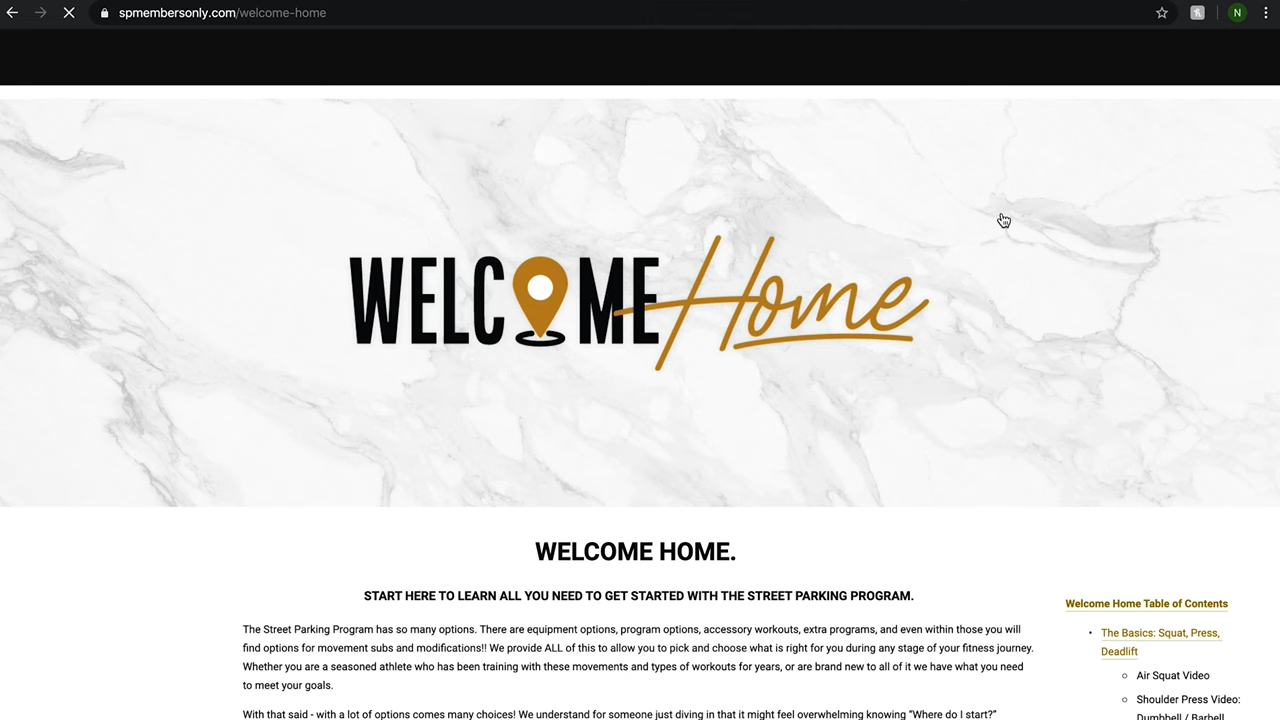 spmembersonly.com/welcome-home
N
WELCOME Home
WELCOME HOME.
START HERE TO LEARN ALL YOU NEED TO GET STARTED WITH THE STREET PARKING PROGRAM.
The Street Parking Program has so many options. There are equipment options, program options, accessory workouts, extra programs, and even within those you will
find options for movement subs and modifications!! We provide ALL of this to allow you to pick and choose what is right for you during any stage of your fitness journey.
Whether you are a seasoned athlete who has been training with these movements and types of workouts for years, or are brand new to all of it we have what you need
to meet your goals.
With that said - with a lot of options comes many choices! We understand for someone just diving in that it might feel overwhelming knowing “Where do I start?”
Welcome Home Table of Contents
The Basics: Squat, Press,
Deadlift
Air Squat Video
Shoulder Press Video:
Dumbbell / Barbell